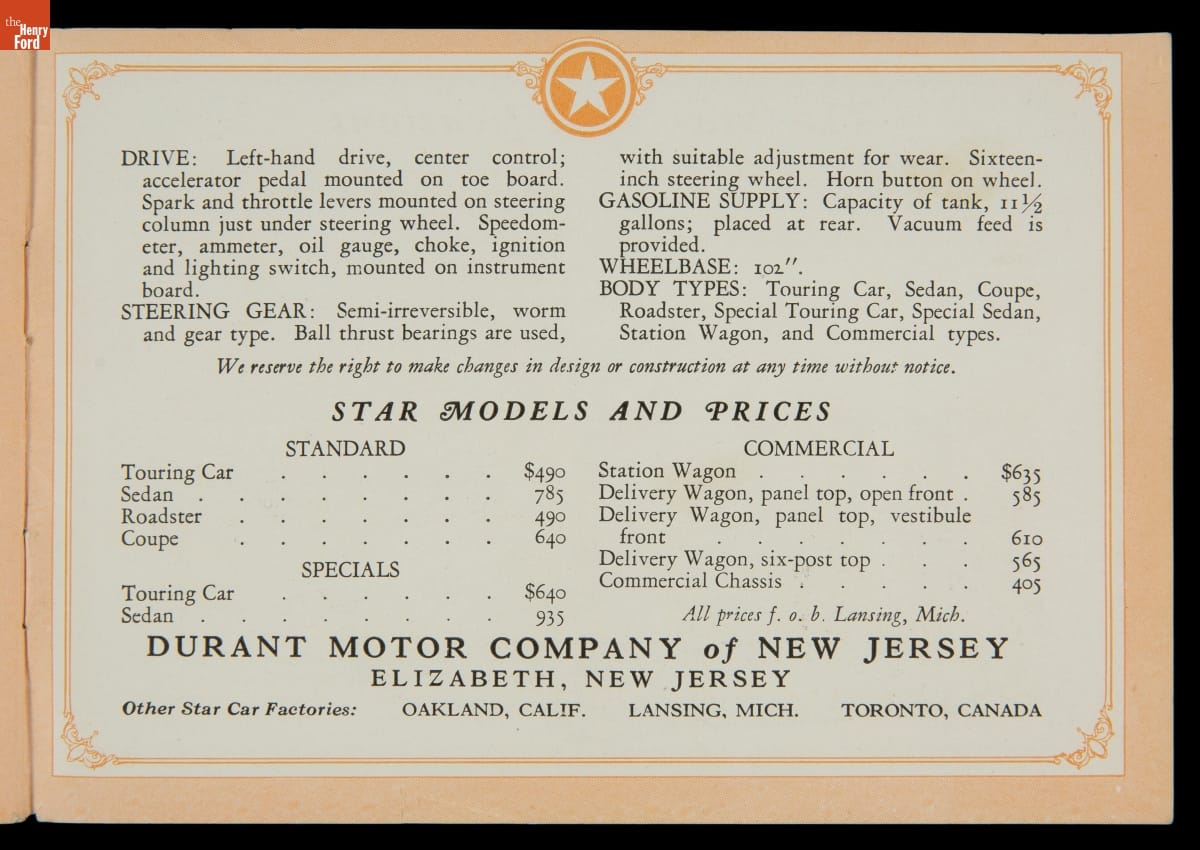 the
Henry
Ford
DRIVE: Left-hand drive, center control;
accelerator pedal mounted on toe board.
Spark and throttle levers mounted on steering
column just under steering wheel. Speedom-
eter, ammeter, oil gauge, choke, ignition
and lighting switch, mounted on instrument
board.
STEERING GEAR: Semi-irreversible, worm
and gear type. Ball thrust bearings are used,
with suitable adjustment for wear. Sixteen-
inch steering wheel. Horn button on wheel.
GASOLINE SUPPLY: Capacity of tank, 11½
gallons; placed at rear. Vacuum feed is
provided.
WHEELBASE: 102″.
BODY TYPES: Touring Car, Sedan, Coupe,
Roadster, Special Touring Car, Special Sedan,
Station Wagon, and Commercial types.
We reserve the right to make changes in design or construction at any time without notice.
STAR MODELS AND PRICES
STANDARD
Touring Car . . . . . . $490
Sedan . . . . . . . . 785
Roadster . . . . . . . 490
Coupe . . . . . . . 640
SPECIALS
Touring Car . . . . . . $640
Sedan . . . . . . . . 935
COMMERCIAL
Station Wagon . . . . . . $635
Delivery Wagon, panel top, open front . 585
Delivery Wagon, panel top, vestibule
front . . . . . . . 610
Delivery Wagon, six-post top . . . 565
Commercial Chassis . . . . . 405
All prices f. o. b. Lansing, Mich.
DURANT MOTOR COMPANY of NEW JERSEY
ELIZABETH, NEW JERSEY
Other Star Car Factories: OAKLAND, CALIF. LANSING, MICH. TORONTO, CANADA